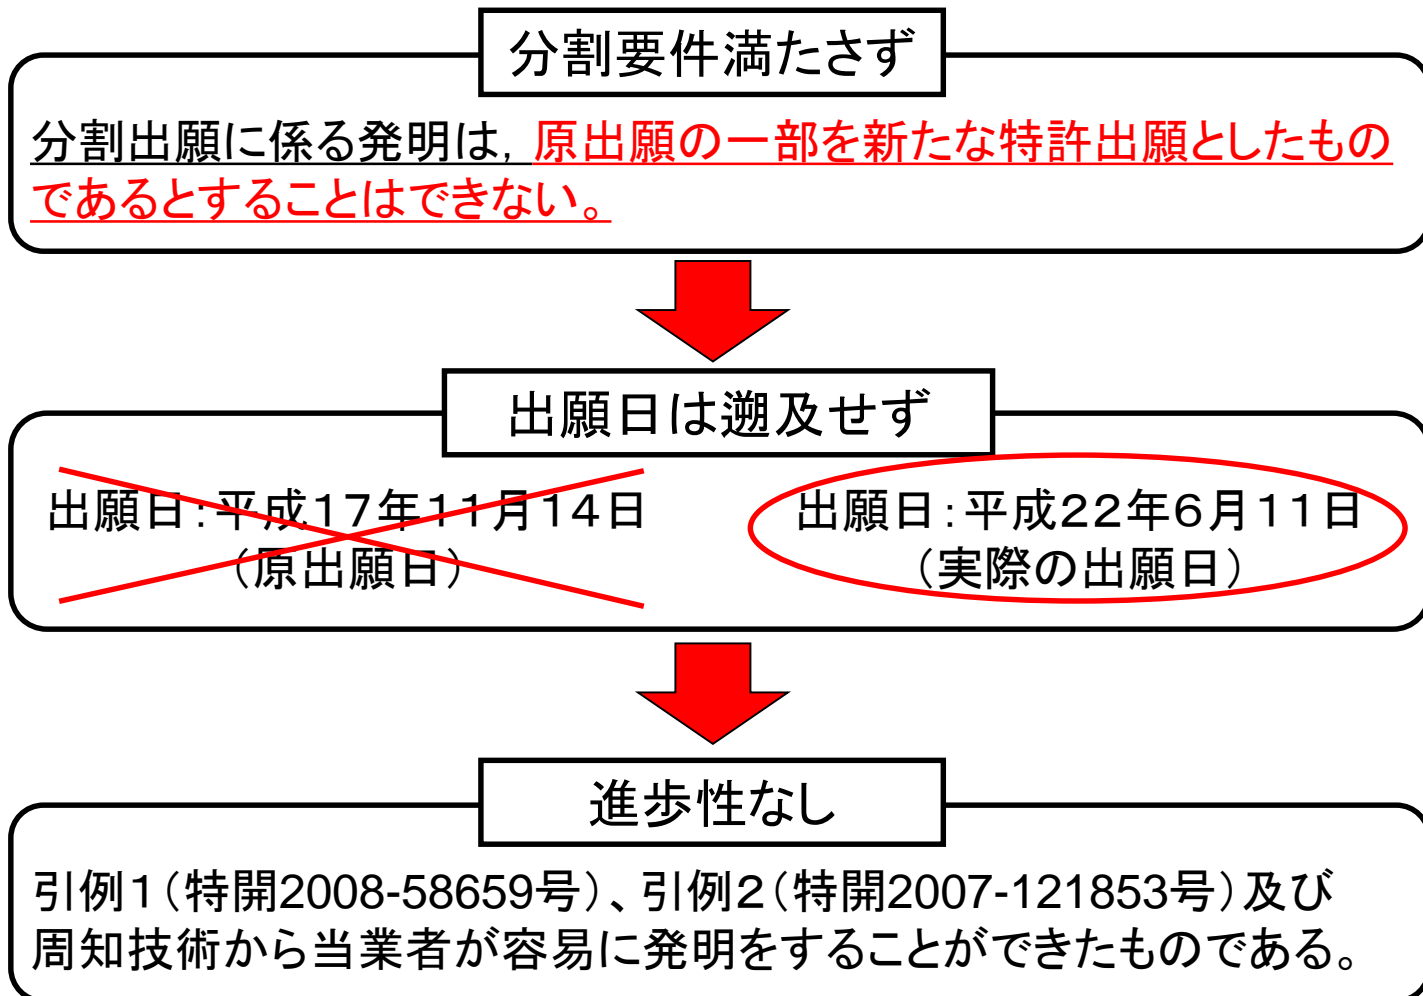 分割要件満たさず
分割出願に係る発明は, 原出願の一部を新たな特許出願としたもの
であるとすることはできない。
出願日は遡及せず
出願日:平成17年11月14日
(原出願日)
出願日:平成22年6月11日
(実際の出願日)
進歩性なし
引例1(特開2008-58659号)、引例2(特開2007-121853号)及び
周知技術から当業者が容易に発明をすることができたものである。